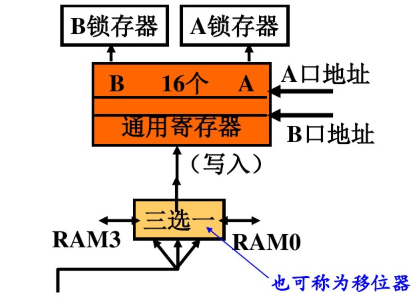 B锁存器 A锁存器
B 16个 A
A口地址
通用寄存器
B口地址
(写入)
三选一
RAM3 RAM0
也可称为移位器